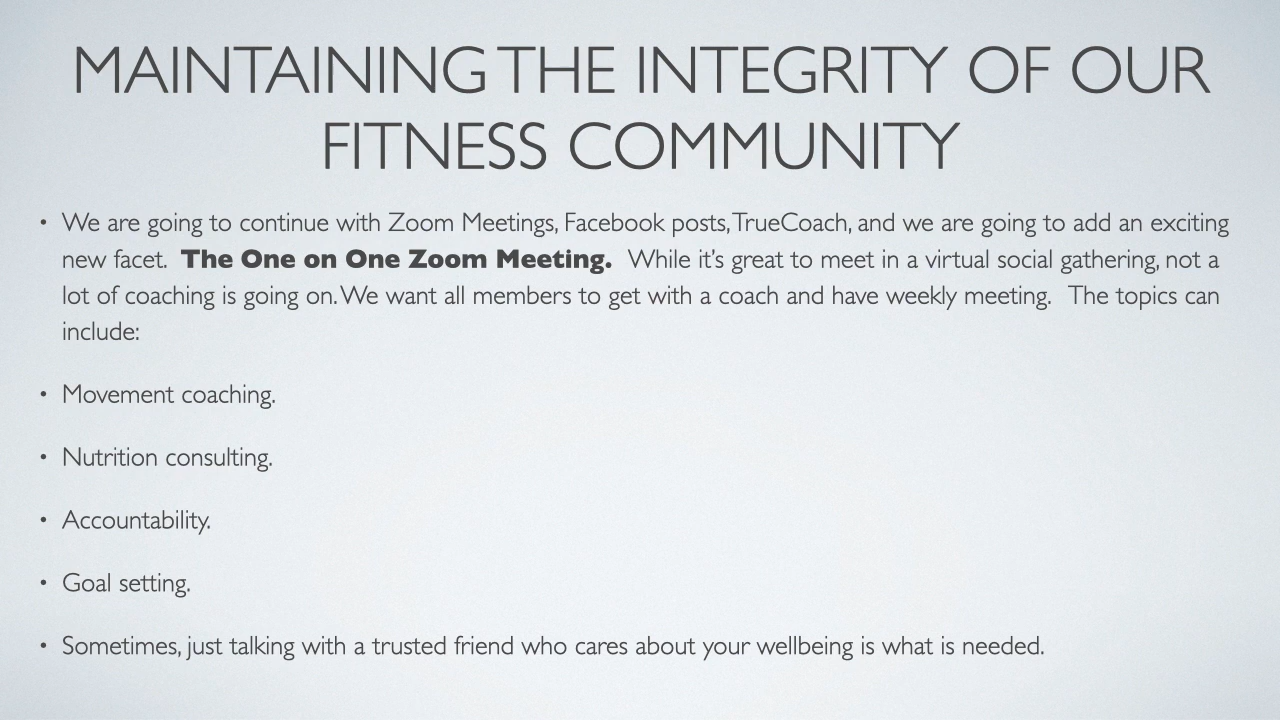 MAINTAINING THE INTEGRITY OF OUR
FITNESS COMMUNITY
• We are going to continue with Zoom Meetings, Facebook posts, TrueCoach, and we are going to add an exciting
new facet. The One on One Zoom Meeting. While it's great to meet in a virtual social gathering, not a
lot of coaching is going on. We want all members to get with a coach and have weekly meeting. The topics can
include:
• Movement coaching.
• Nutrition consulting.
• Accountability.
• Goal setting.
• Sometimes, just talking with a trusted friend who cares about your wellbeing is what is needed.